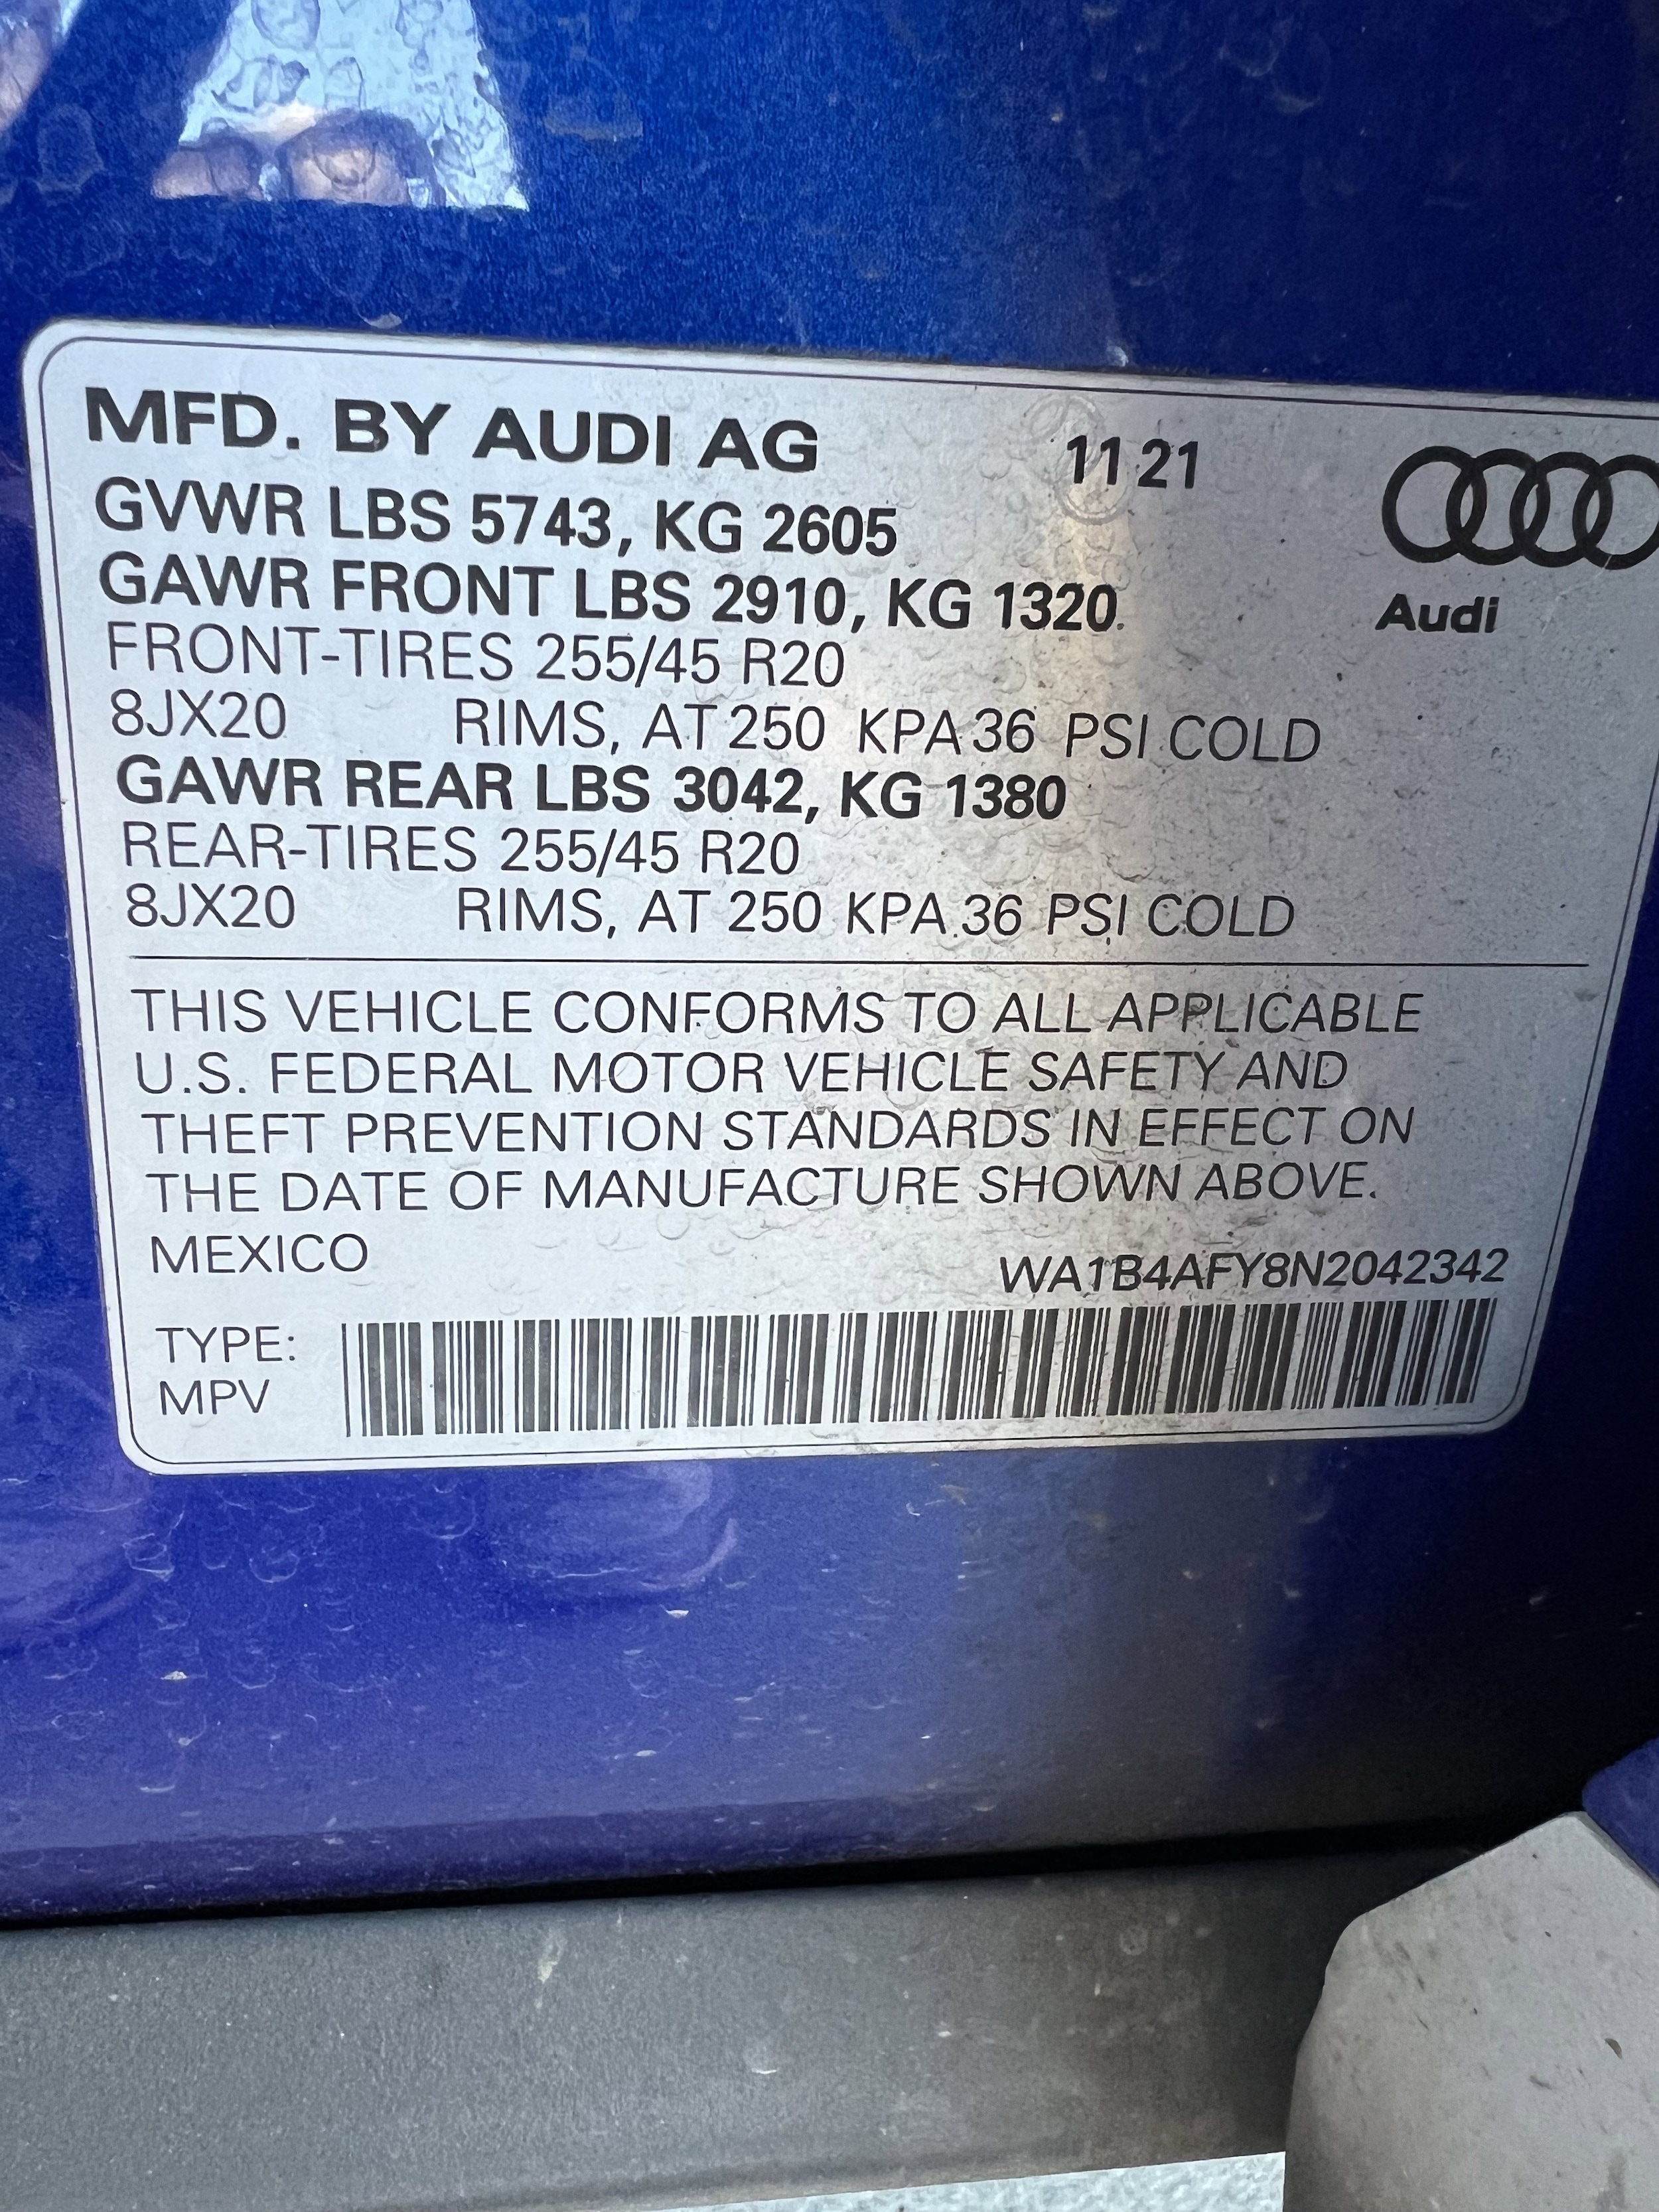 MFD. BY AUDI AG 11 21
GVWR LBS 5743, KG 2605
GAWR FRONT LBS 2910, KG 1320
Audi
FRONT-TIRES 255/45 R20
8JX20 RIMS, AT 250 KPA 36 PSI COLD
GAWR REAR LBS 3042, KG 1380
REAR-TIRES 255/45 R20
8JX20 RIMS, AT 250 KPA 36 PSI COLD
THIS VEHICLE CONFORMS TO ALL APPLICABLE
U.S. FEDERAL MOTOR VEHICLE SAFETY AND
THEFT PREVENTION STANDARDS IN EFFECT ON
THE DATE OF MANUFACTURE SHOWN ABOVE.
MEXICO WA1B4AFY8N2042342
TYPE:
MPV